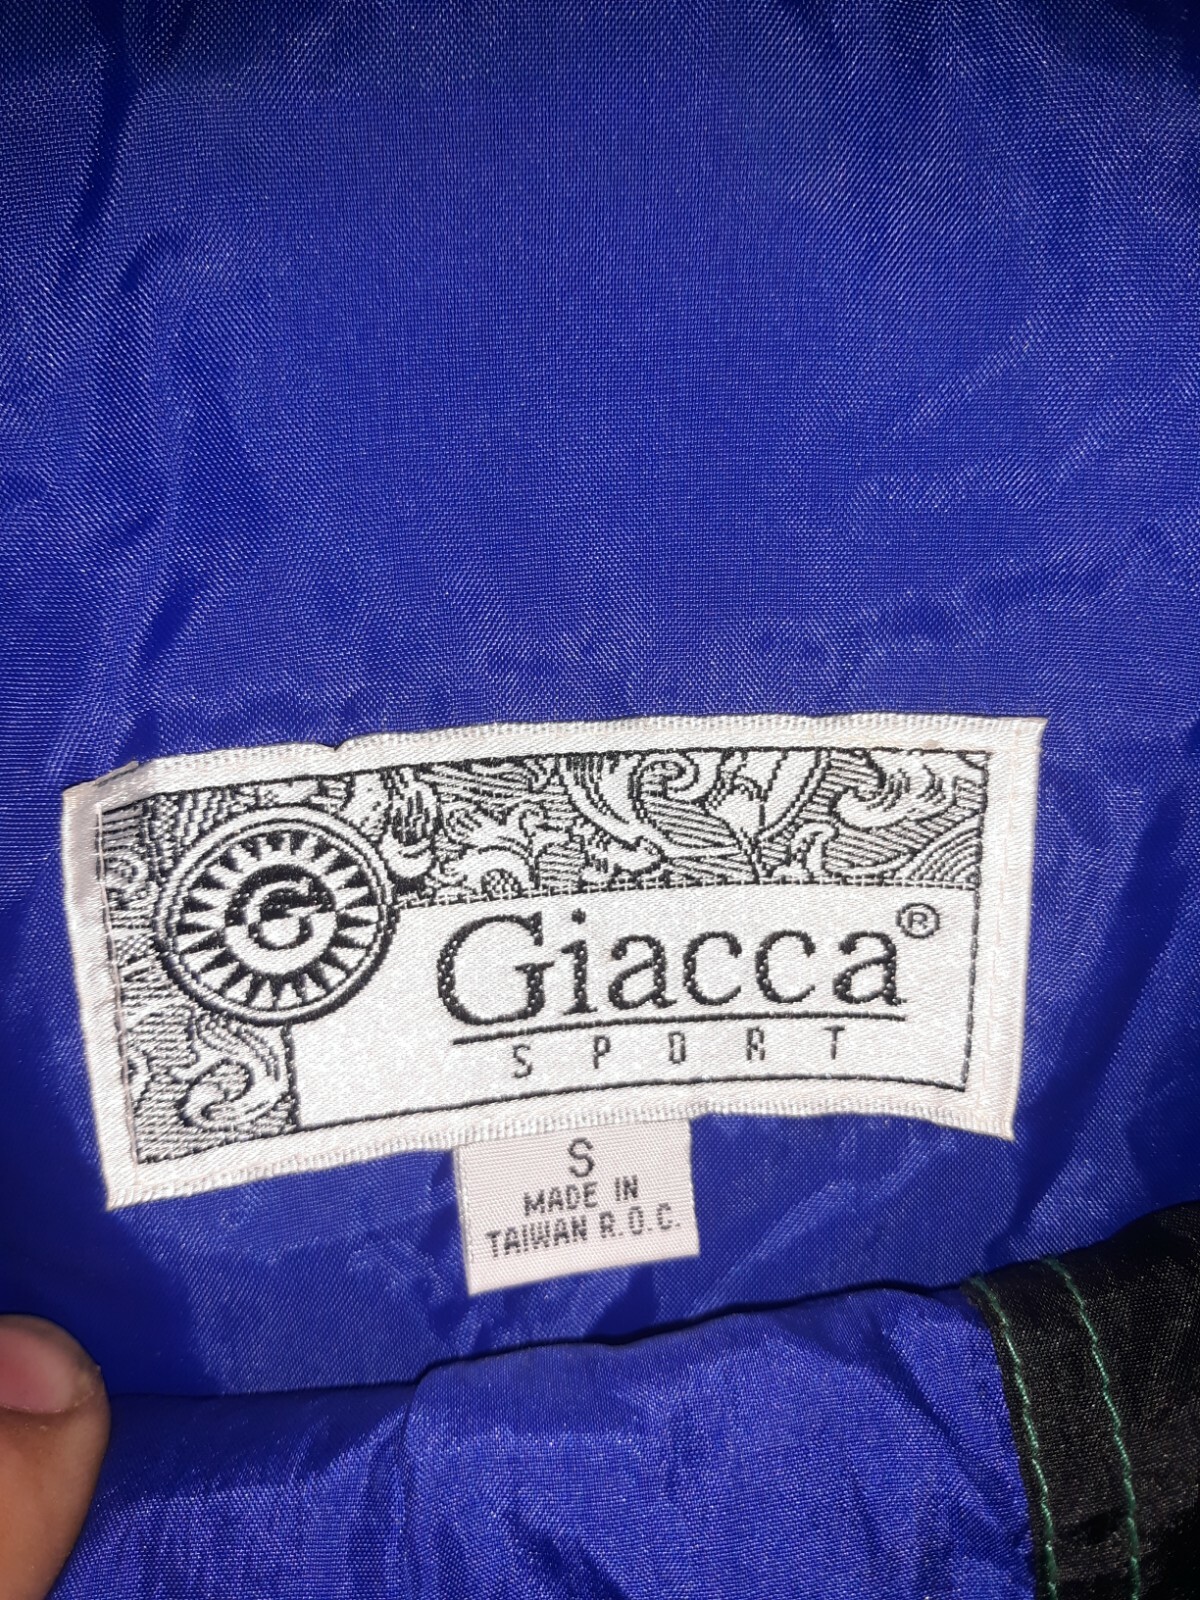 G
Giacca®
SPORT
S
MADE IN
TAIWAN R.O.C.